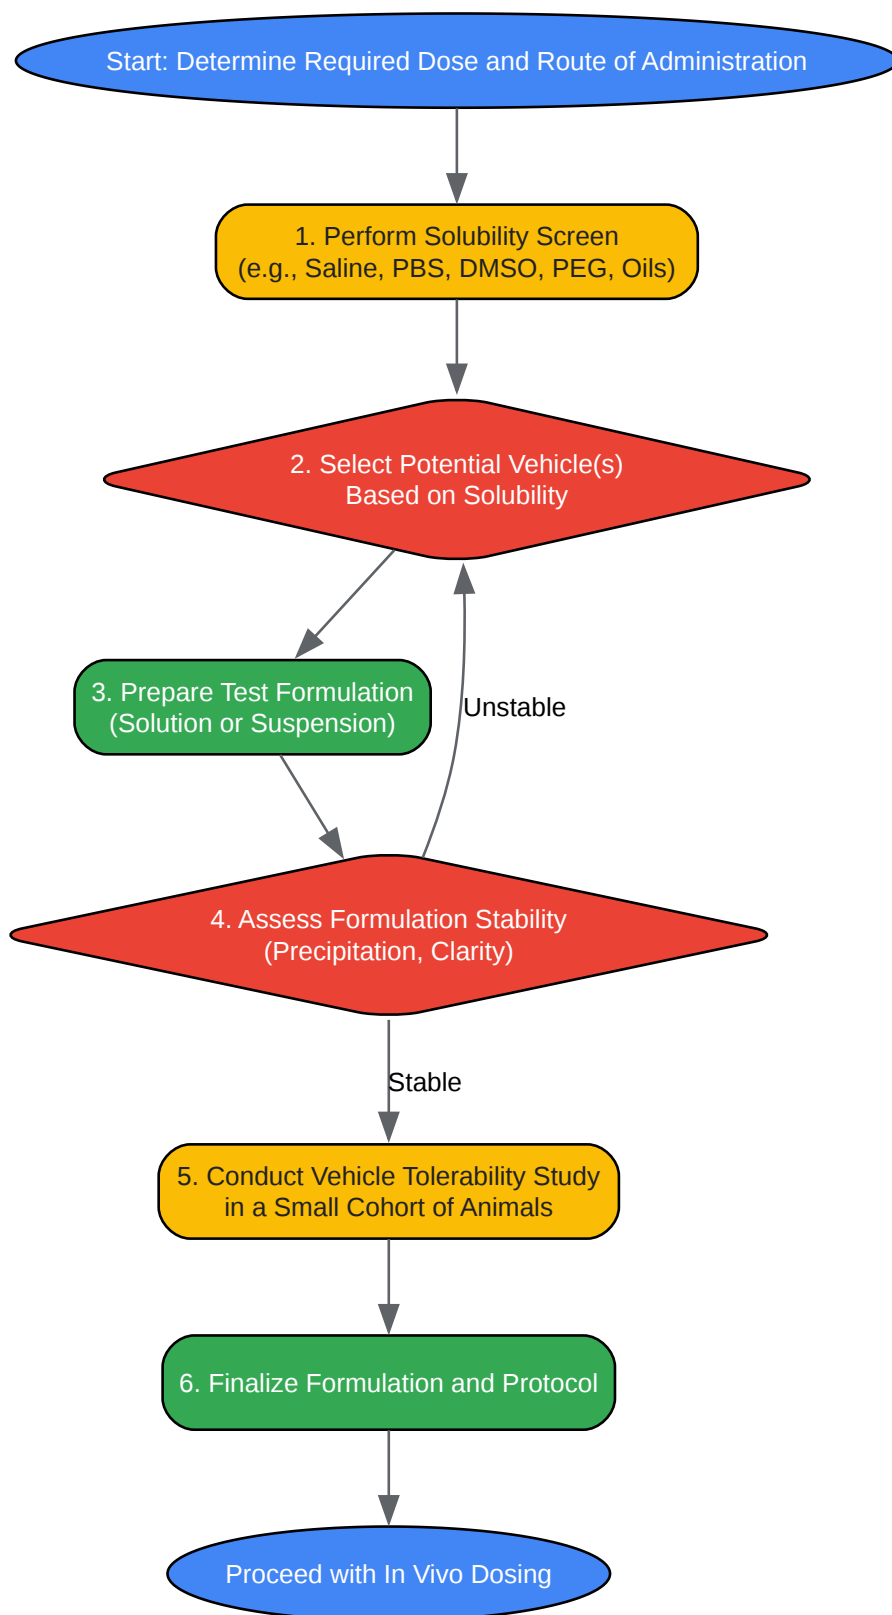 Start: Determine Required Dose and Route of Administration
1. Perform Solubility Screen
(e.g., Saline, PBS, DMSO, PEG, Oils)
2. Select Potential Vehicle(s)
Based on Solubility
3. Prepare Test Formulation
(Solution or Suspension)
Unstable
4. Assess Formulation Stability
(Precipitation, Clarity)
Stable
5. Conduct Vehicle Tolerability Study
in a Small Cohort of Animals
6. Finalize Formulation and Protocol
Proceed with In Vivo Dosing